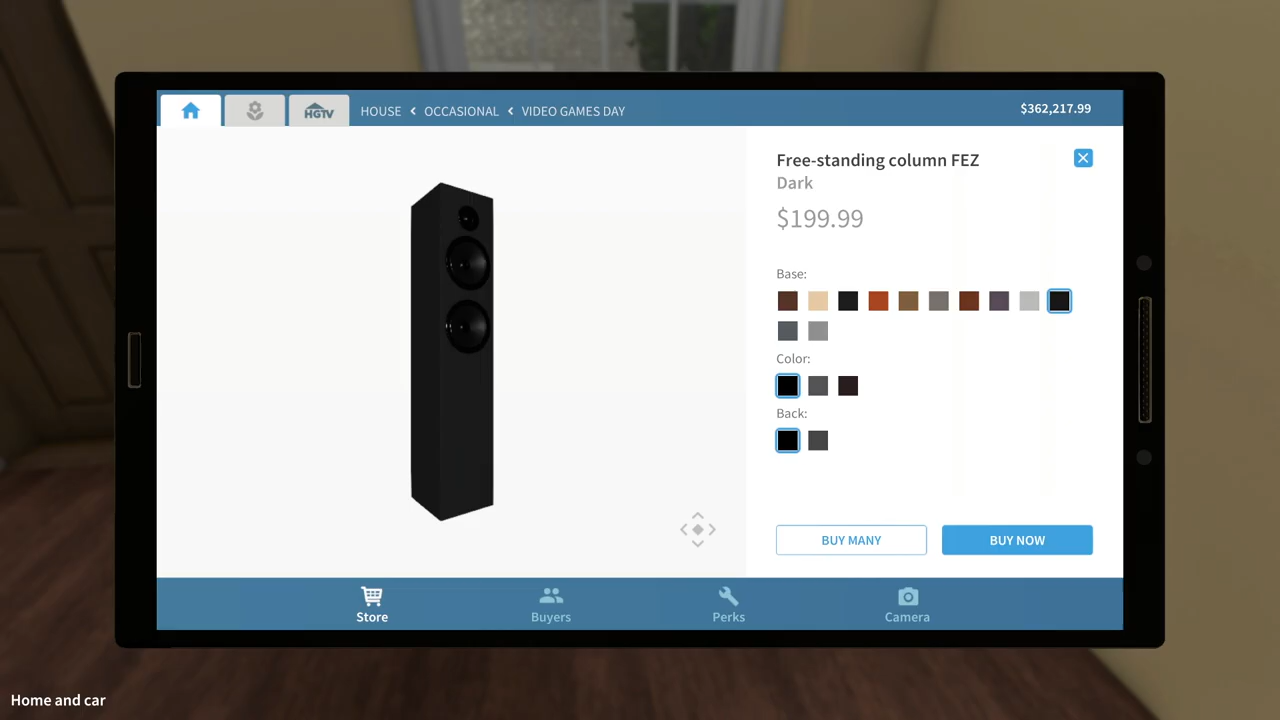 HGTV
HOUSE < OCCASIONAL < VIDEO GAMES DAY
$362,217.99
Free-standing column FEZ
Dark
$199.99
Base:
Color:
Back:
BUY MANY
BUY NOW
Store
Buyers
Perks
Camera
Home and car